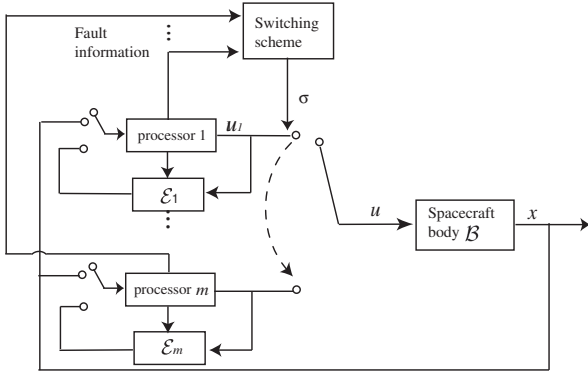 Fault
information
Switching
scheme
σ
processor 1
u1
ℰ1
u
Spacecraft
body ℬ
x
processor m
ℰm